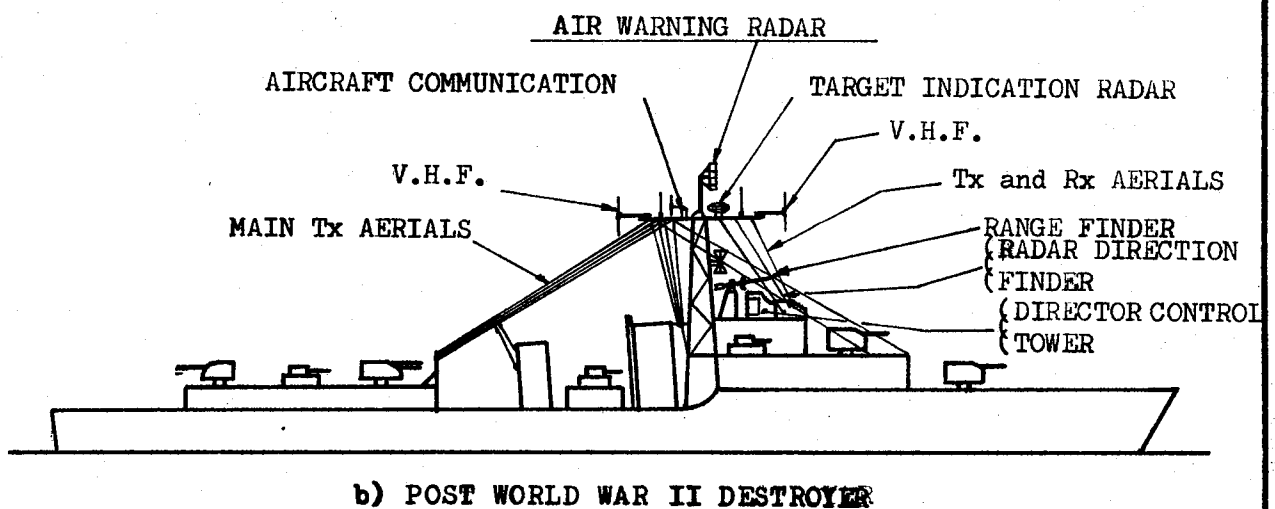 AIR WARNING RADAR
AIRCRAFT COMMUNICATION
TARGET INDICATION RADAR
V.H.F.
V.H.F.
Tx and Rx AERIALS
MAIN Tx AERIALS
RANGE FINDER
(RADAR DIRECTION
(FINDER
(DIRECTOR CONTROL
(TOWER
b) POST WORLD WAR II DESTROYER